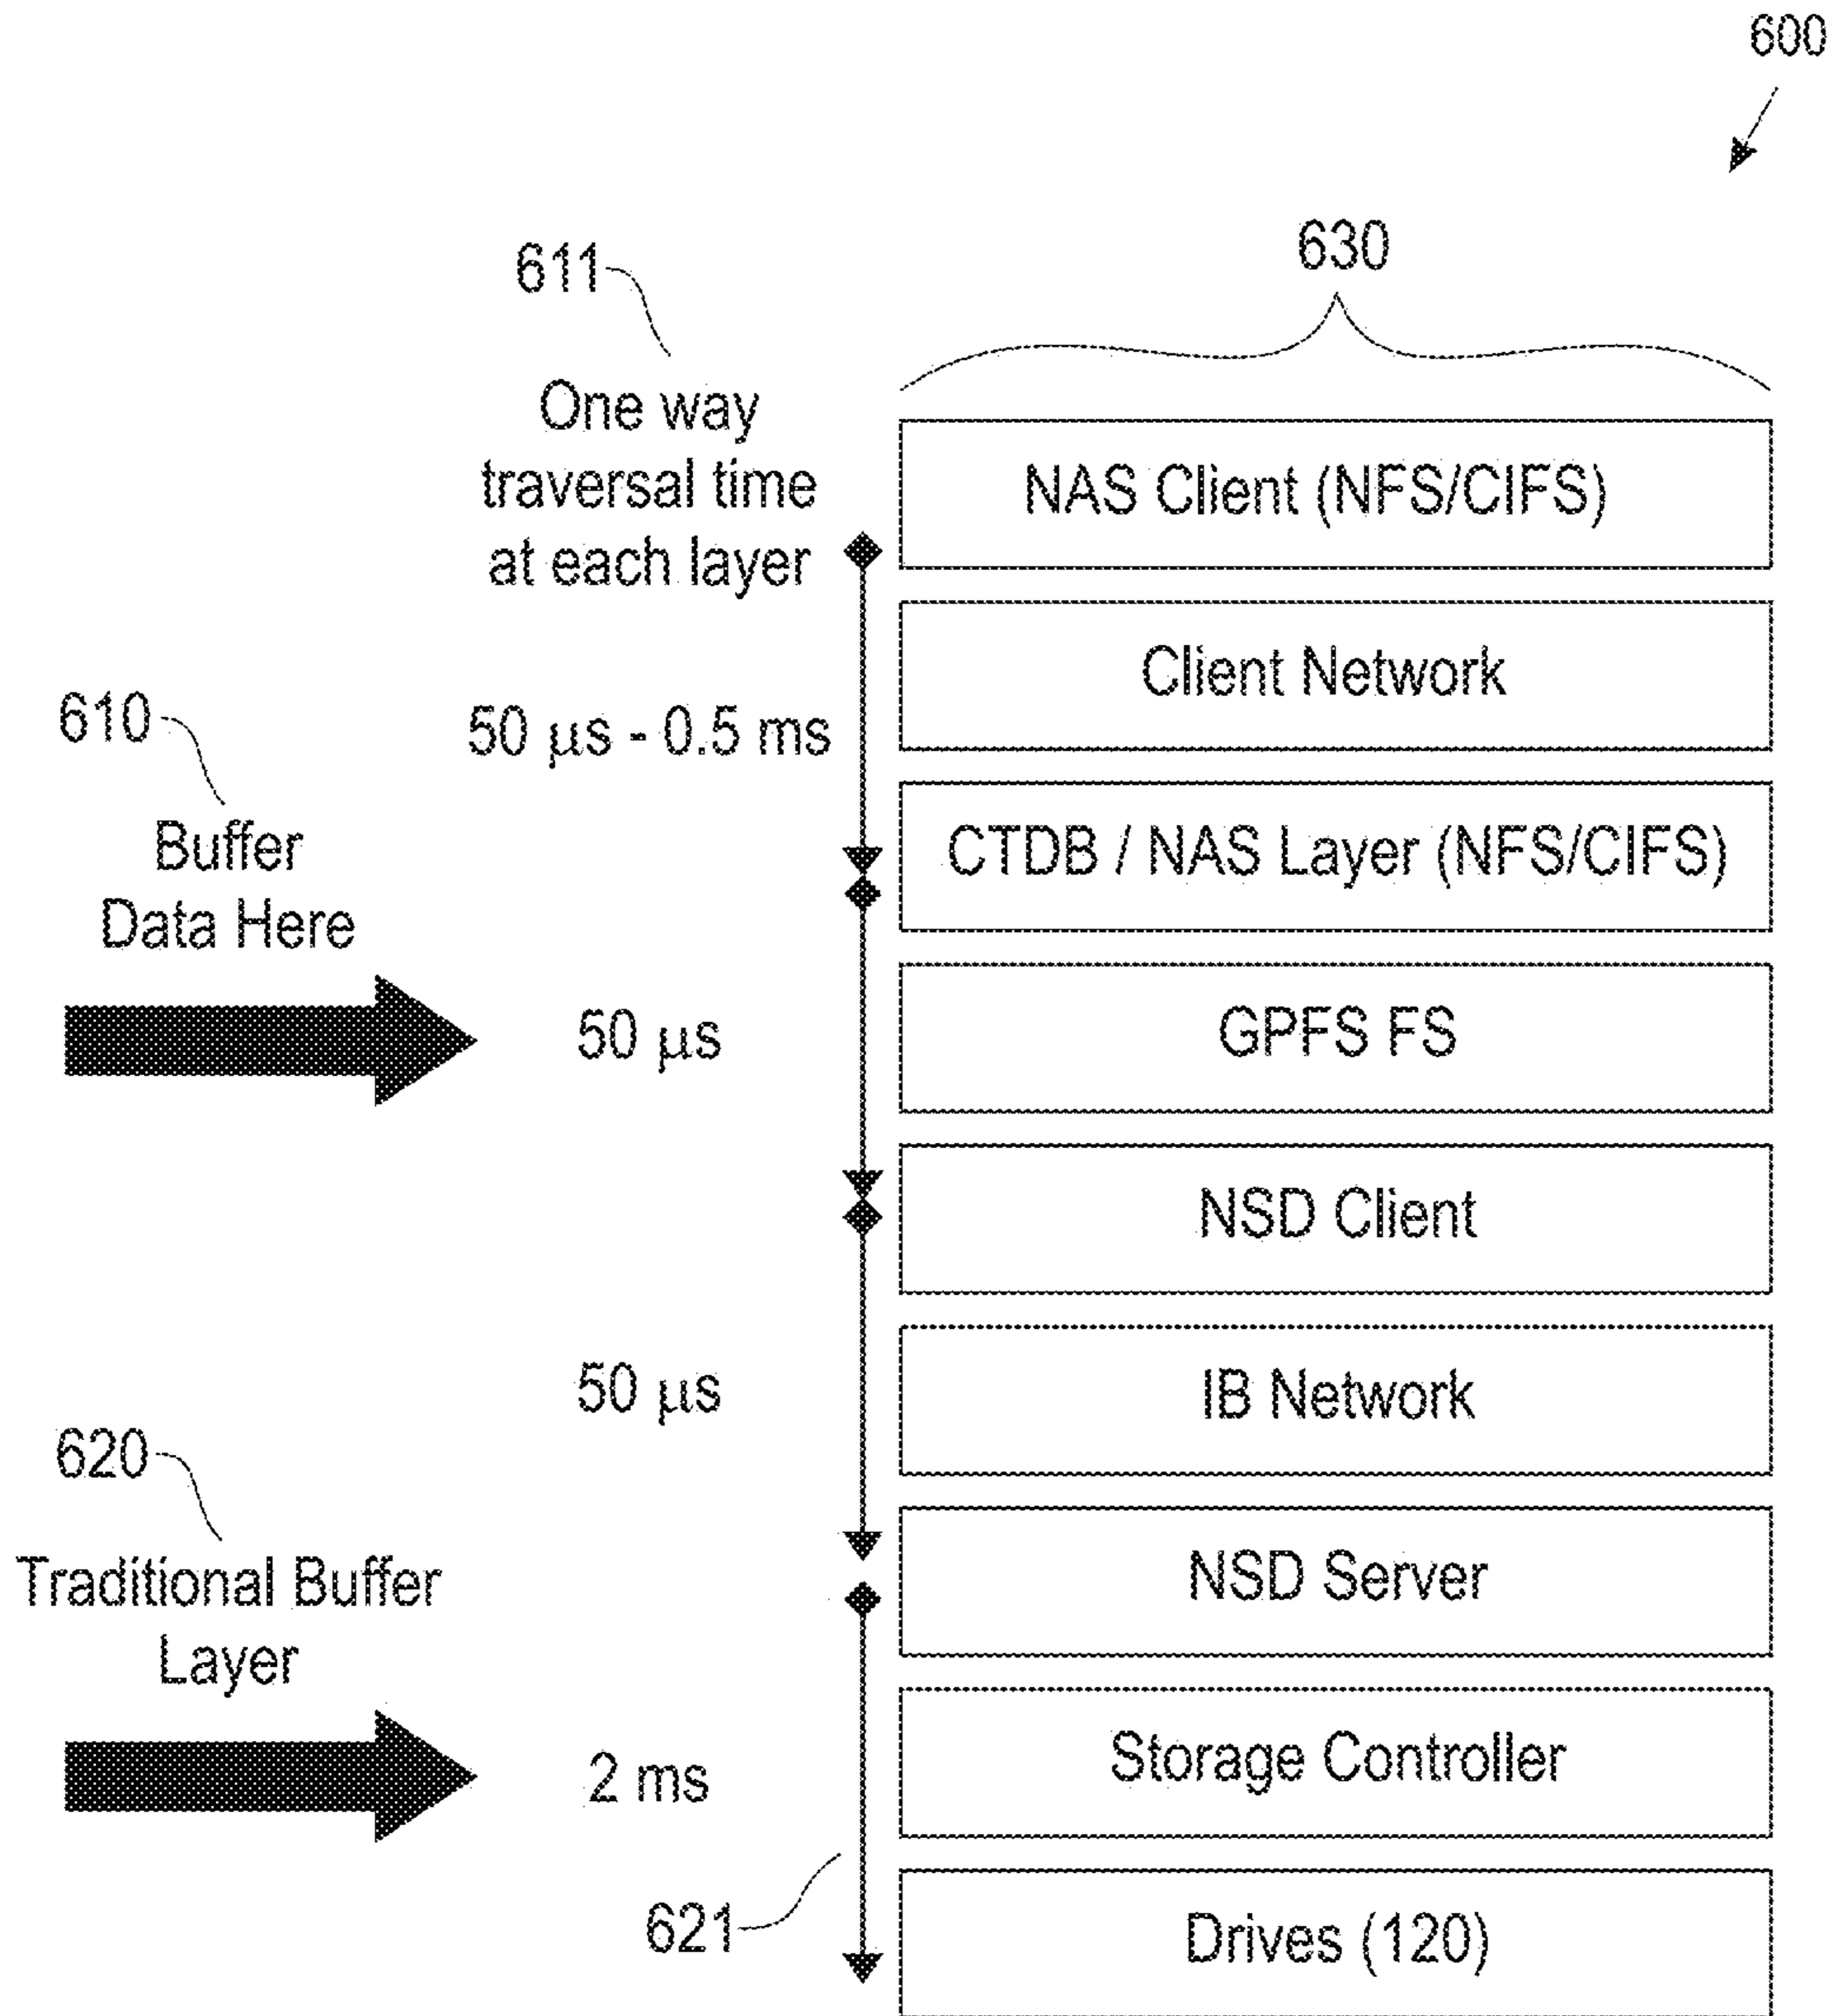 600
630
611
One way
traversal time
at each layer
NAS Client (NFS/CIFS)
Client Network
50 μs - 0.5 ms
610
Buffer
Data Here
CTDB / NAS Layer (NFS/CIFS)
50 μs
GPFS FS
NSD Client
50 μs
IB Network
620
Traditional Buffer
Layer
NSD Server
2 ms
Storage Controller
621
Drives (120)